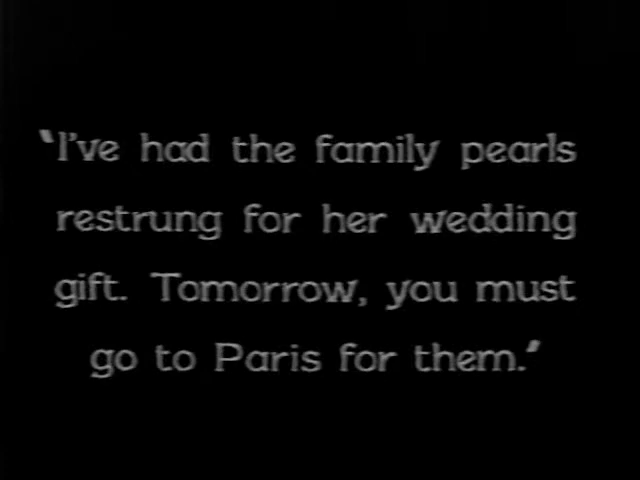 "I've had the family pearls
restrung for her wedding
gift. Tomorrow, you must
go to Paris for them."